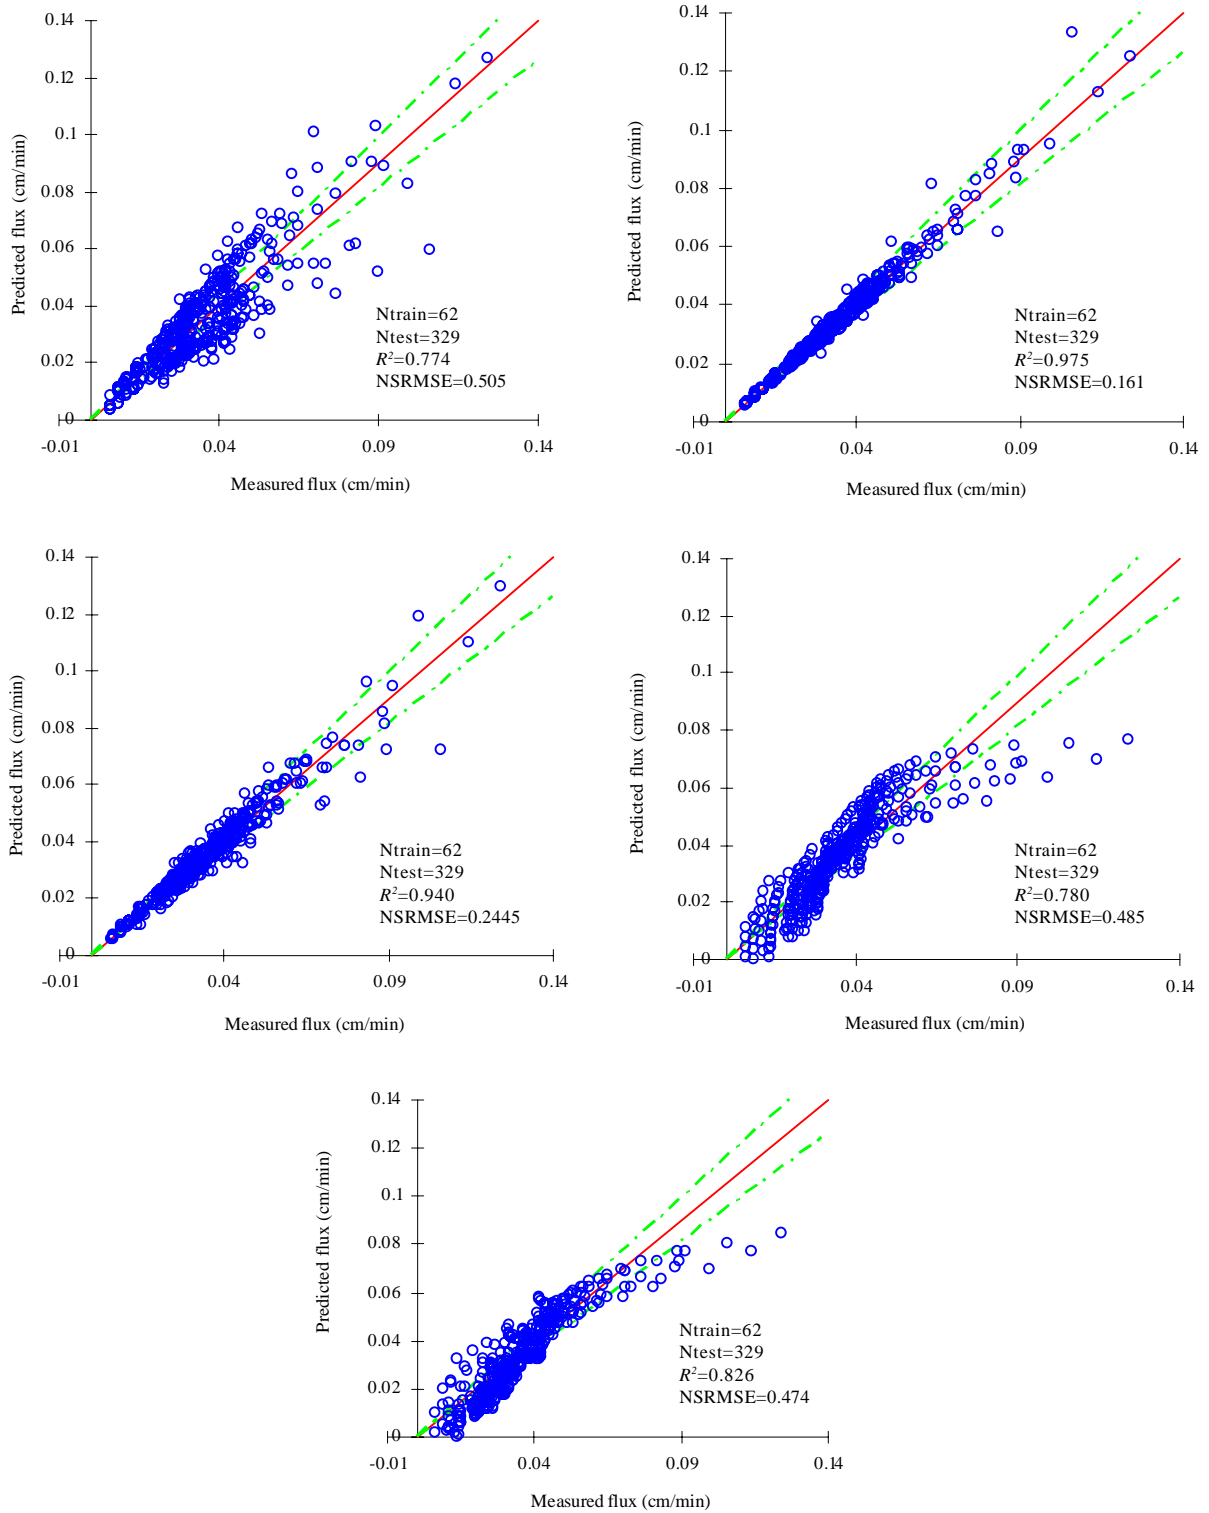 0.14
0.12
0.1
0.08
0.06
0.04
0.02
0
-0.01
0.04
0.09
0.14
Predicted flux (cm/min)
Measured flux (cm/min)
Ntrain=62
Ntest=329
R²=0.774
NSRMSE=0.505
0.14
0.12
0.1
0.08
0.06
0.04
0.02
0
-0.01
0.04
0.09
0.14
Predicted flux (cm/min)
Measured flux (cm/min)
Ntrain=62
Ntest=329
R²=0.975
NSRMSE=0.161
0.14
0.12
0.1
0.08
0.06
0.04
0.02
0
-0.01
0.04
0.09
0.14
Predicted flux (cm/min)
Measured flux (cm/min)
Ntrain=62
Ntest=329
R²=0.940
NSRMSE=0.2445
0.14
0.12
0.1
0.08
0.06
0.04
0.02
0
-0.01
0.04
0.09
0.14
Predicted flux (cm/min)
Measured flux (cm/min)
Ntrain=62
Ntest=329
R²=0.780
NSRMSE=0.485
0.14
0.12
0.1
0.08
0.06
0.04
0.02
0
-0.01
0.04
0.09
0.14
Predicted flux (cm/min)
Measured flux (cm/min)
Ntrain=62
Ntest=329
R²=0.826
NSRMSE=0.474